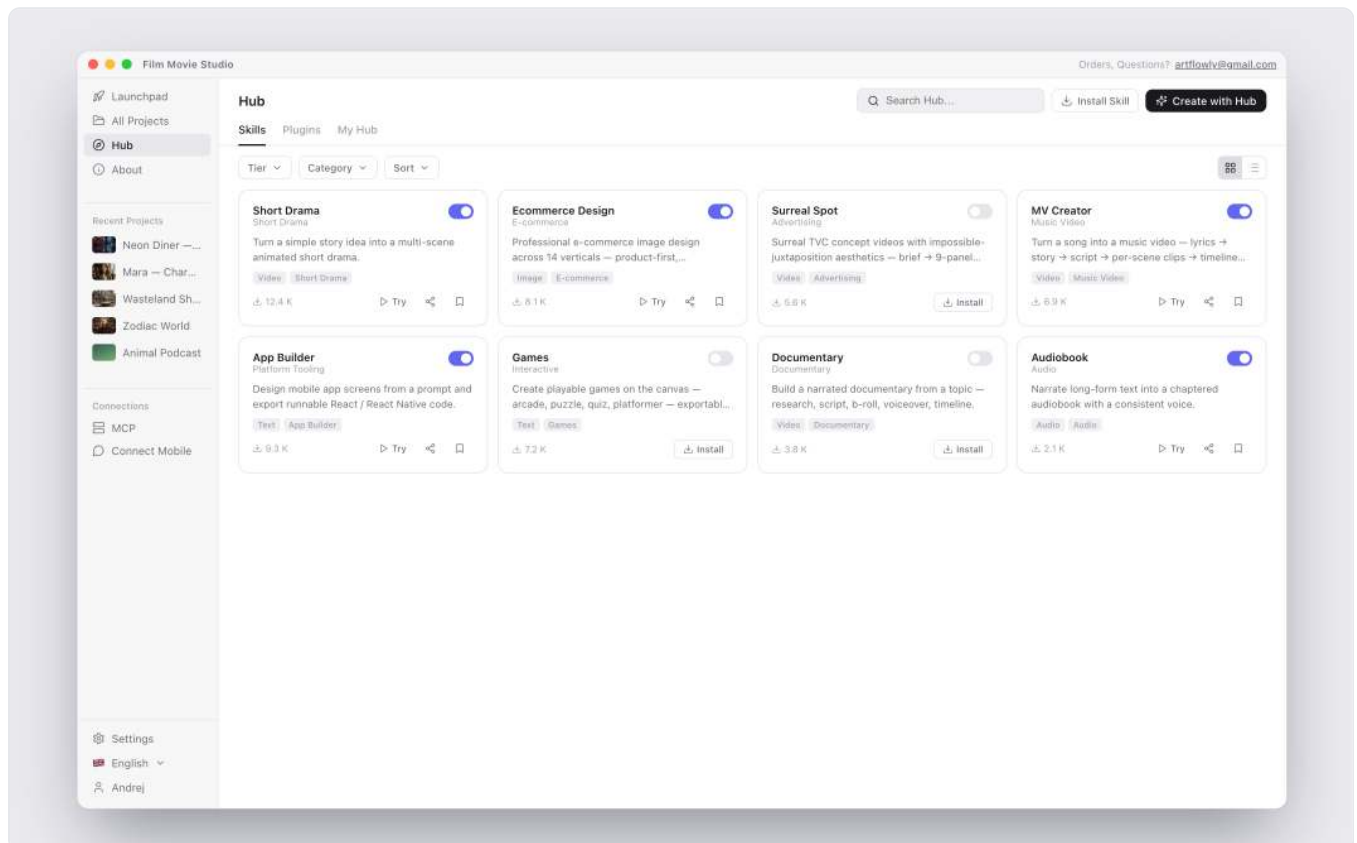 Film Movie Studio
Orders, Questions? artflowlv@gmail.com
Launchpad
All Projects
Hub
About
Recent Projects
Neon Diner —...
Mara — Char...
Wasteland Sh...
Zodiac World
Animal Podcast
Connections
MCP
Connect Mobile
Settings
English
Andrej
Hub
Search Hub...
Install Skill
Create with Hub
Skills Plugins My Hub
Tier Category Sort
Short Drama
Short Drama
Turn a simple story idea into a multi-scene
animated short drama.
Video Short Drama
12.4 K Try
Ecommerce Design
E-commerce
Professional e-commerce image design
across 14 verticals — product-first,...
Image E-commerce
8.1 K Try
Surreal Spot
Advertising
Surreal TVC concept videos with impossible-
juxtaposition aesthetics — brief → 9-panel...
Video Advertising
5.6 K Install
MV Creator
Music Video
Turn a song into a music video — lyrics →
story → script → per-scene clips → timeline...
Video Music Video
6.9 K Try
App Builder
Platform Tooling
Design mobile app screens from a prompt and
export runnable React / React Native code.
Text App Builder
9.3 K Try
Games
Interactive
Create playable games on the canvas —
arcade, puzzle, quiz, platformer — exportabl...
Text Games
7.2 K Install
Documentary
Documentary
Build a narrated documentary from a topic —
research, script, b-roll, voiceover, timeline.
Video Documentary
3.8 K Install
Audiobook
Audio
Narrate long-form text into a chaptered
audiobook with a consistent voice.
Audio Audio
2.1 K Try